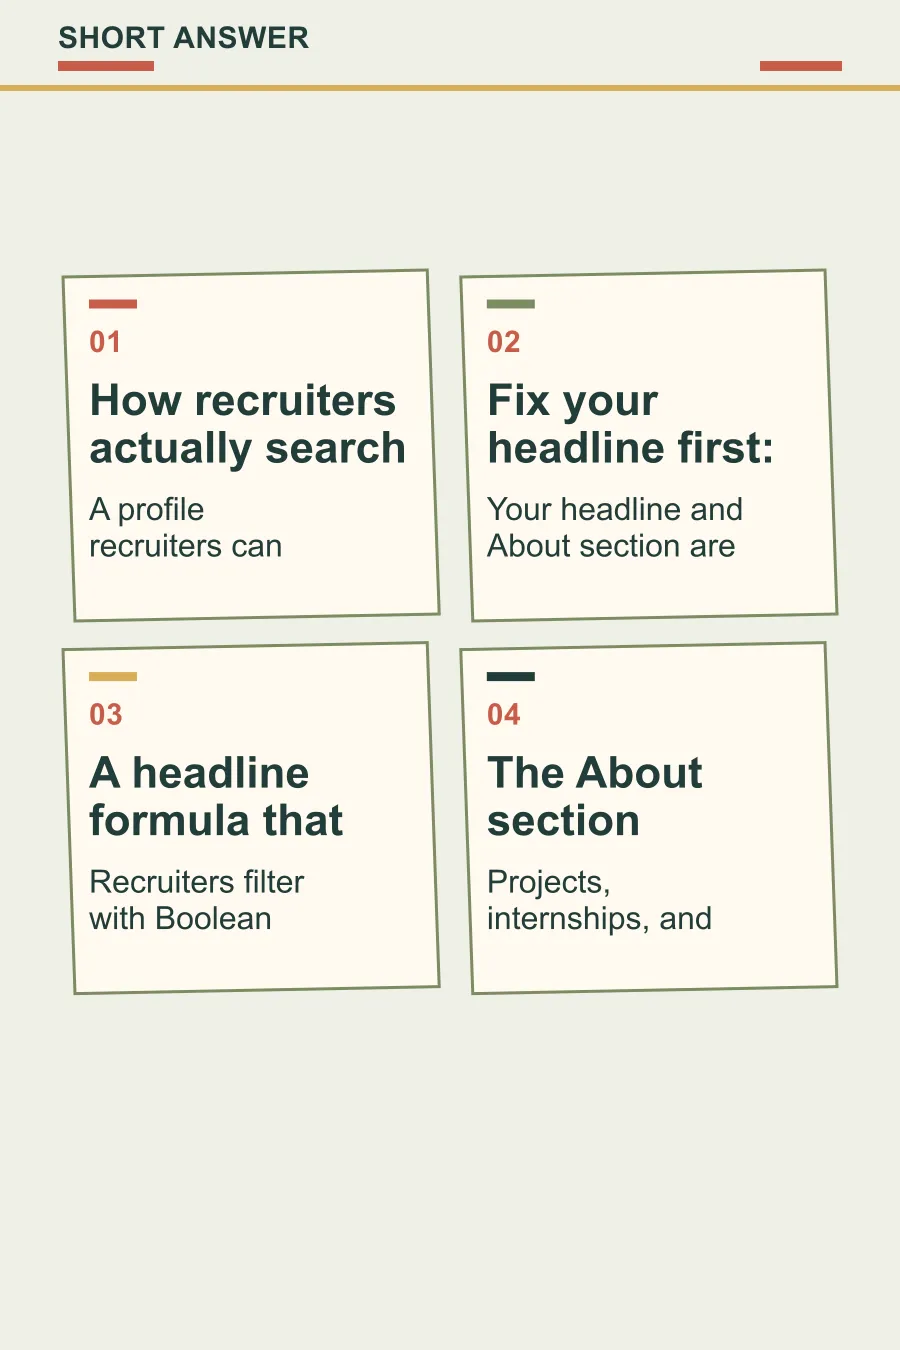 SHORT ANSWER
01
How recruiters
actually search
A profile
recruiters can
02
Fix your
headline first:
Your headline and
About section are
03
A headline
formula that
Recruiters filter
with Boolean
04
The About
section
Projects,
internships, and